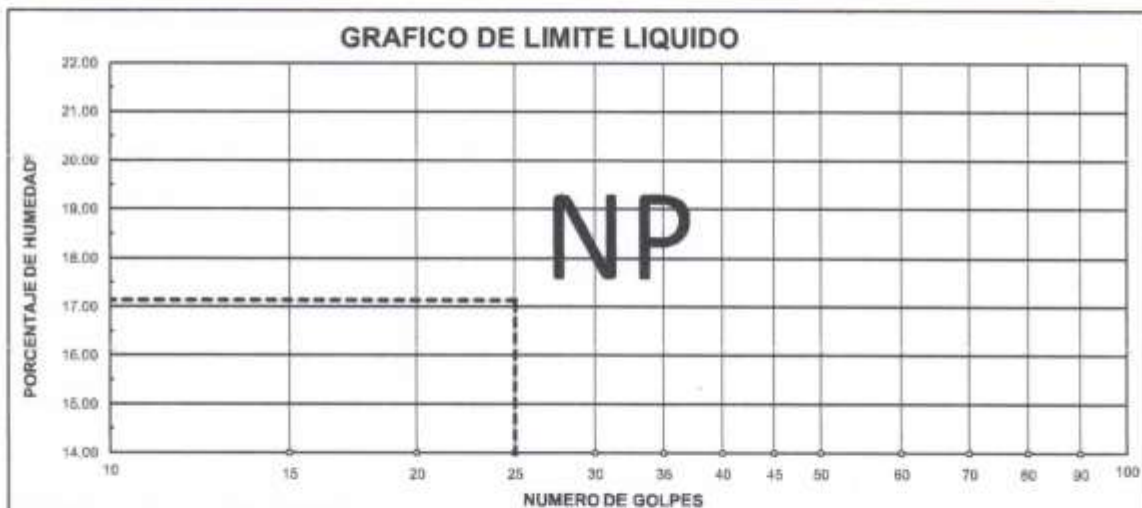 GRAFICO DE LIMITE LIQUIDO
PORCENTAJE DE HUMEDAD
22.00
21.00
20.00
19.00
18.00
17.00
16.00
15.00
14.00
NP
10 15 20 25 30 35 40 45 50 60 70 80 90 100
NUMERO DE GOLPES